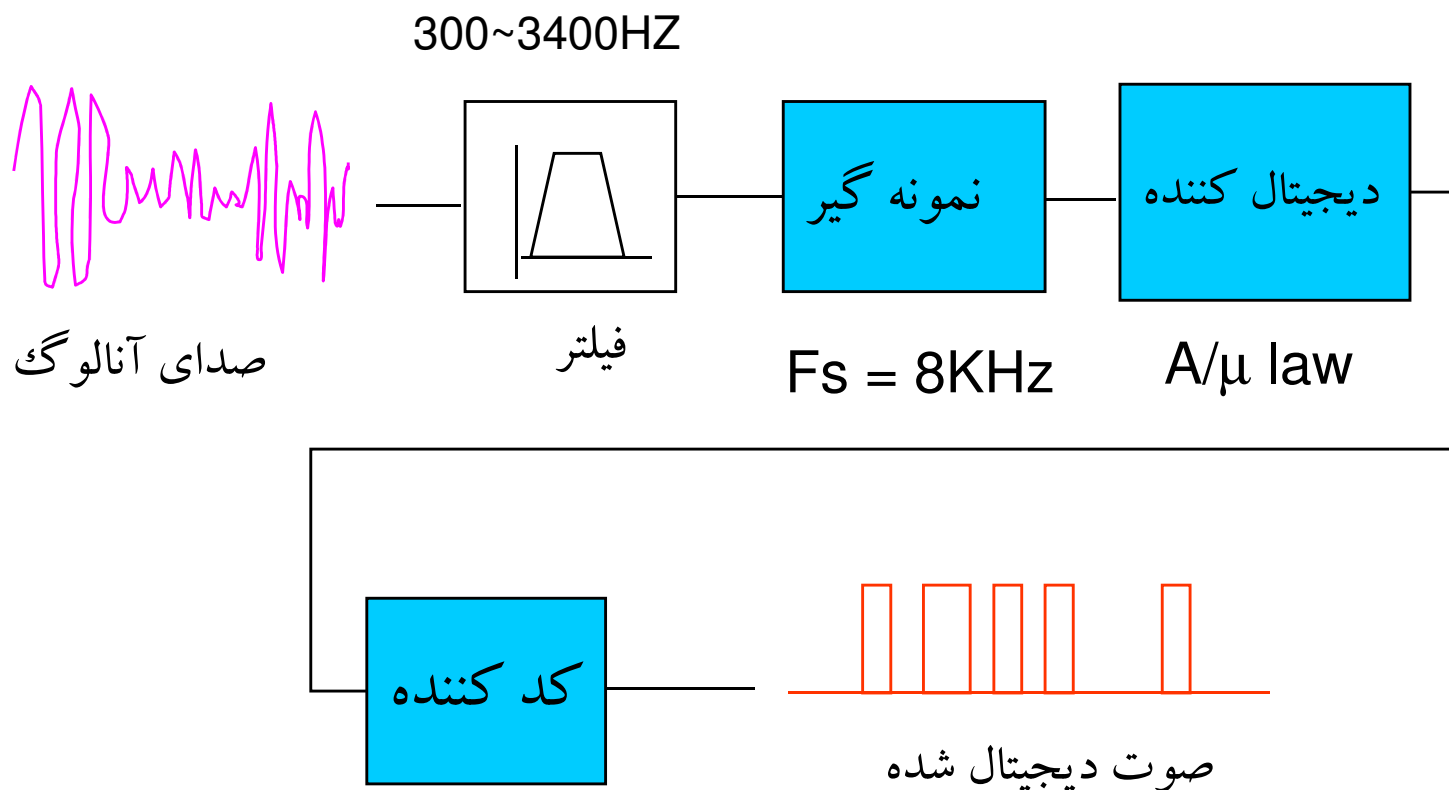 300~3400HZ
نمونه گیر
دیجیتال کننده
صدای آنالوگ
فیلتر
Fs = 8KHz
A/μ law
کد کننده
صوت دیجیتال شده